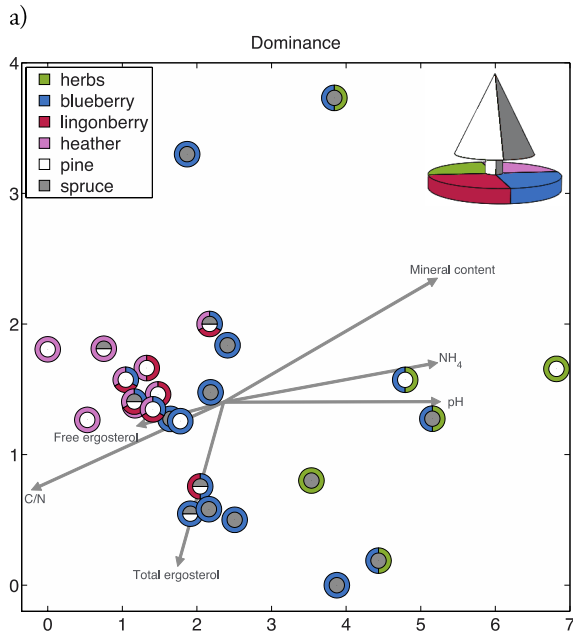 a)
Dominance
4
herbs
blueberry
lingonberry
heather
pine
spruce
3
Mineral content
2
NH4
pH
Free ergosterol
1
C/N
Total ergosterol
0
0 1 2 3 4 5 6 7